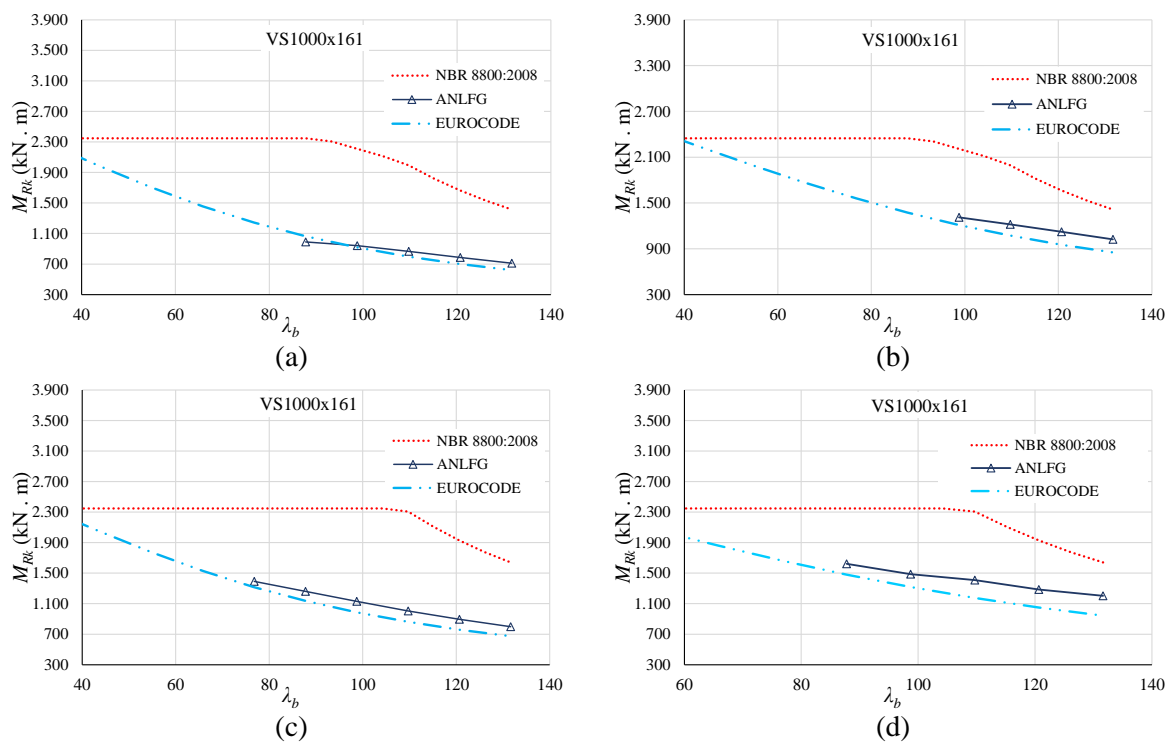 VS1000x161
NBR 8800:2008
ANLFG
EUROCODE
M_Rk (kN . m)
3.900
3.500
3.100
2.700
2.300
1.900
1.500
1.100
700
300
40 60 80 100 120 140
λ_b
(a)
VS1000x161
NBR 8800:2008
ANLFG
EUROCODE
M_Rk (kN . m)
3.900
3.300
2.700
2.100
1.500
900
300
40 60 80 100 120 140
λ_b
(b)
VS1000x161
NBR 8800:2008
ANLFG
EUROCODE
M_Rk (kN . m)
3.900
3.500
3.100
2.700
2.300
1.900
1.500
1.100
700
300
40 60 80 100 120 140
λ_b
(c)
VS1000x161
NBR 8800:2008
ANLFG
EUROCODE
M_Rk (kN . m)
3.900
3.500
3.100
2.700
2.300
1.900
1.500
1.100
700
300
60 80 100 120 140
λ_b
(d)